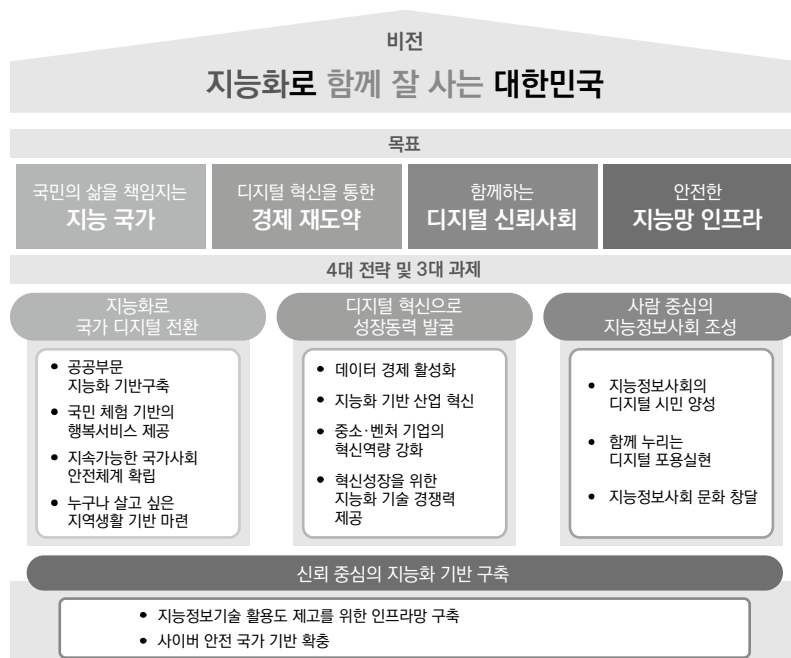 비전
지능화로 함께 잘 사는 대한민국
목표
국민의 삶을 책임지는
지능 국가
디지털 혁신을 통한
경제 재도약
함께하는
디지털 신뢰사회
안전한
지능망 인프라
4대 전략 및 3대 과제
지능화로
국가 디지털 전환
• 공공부문
지능화 기반구축
• 국민 체험 기반의
행복서비스 제공
• 지속가능한 국가사회
안전체계 확립
• 누구나 살고 싶은
지역생활 기반 마련
디지털 혁신으로
성장동력 발굴
• 데이터 경제 활성화
• 지능화 기반 산업 혁신
• 중소·벤처 기업의
혁신역량 강화
• 혁신성장을 위한
지능화 기술 경쟁력
제공
사람 중심의
지능정보사회 조성
• 지능정보사회의
디지털 시민 양성
• 함께 누리는
디지털 포용실현
• 지능정보사회 문화 창달
신뢰 중심의 지능화 기반 구축
• 지능정보기술 활용도 제고를 위한 인프라망 구축
• 사이버 안전 국가 기반 확충